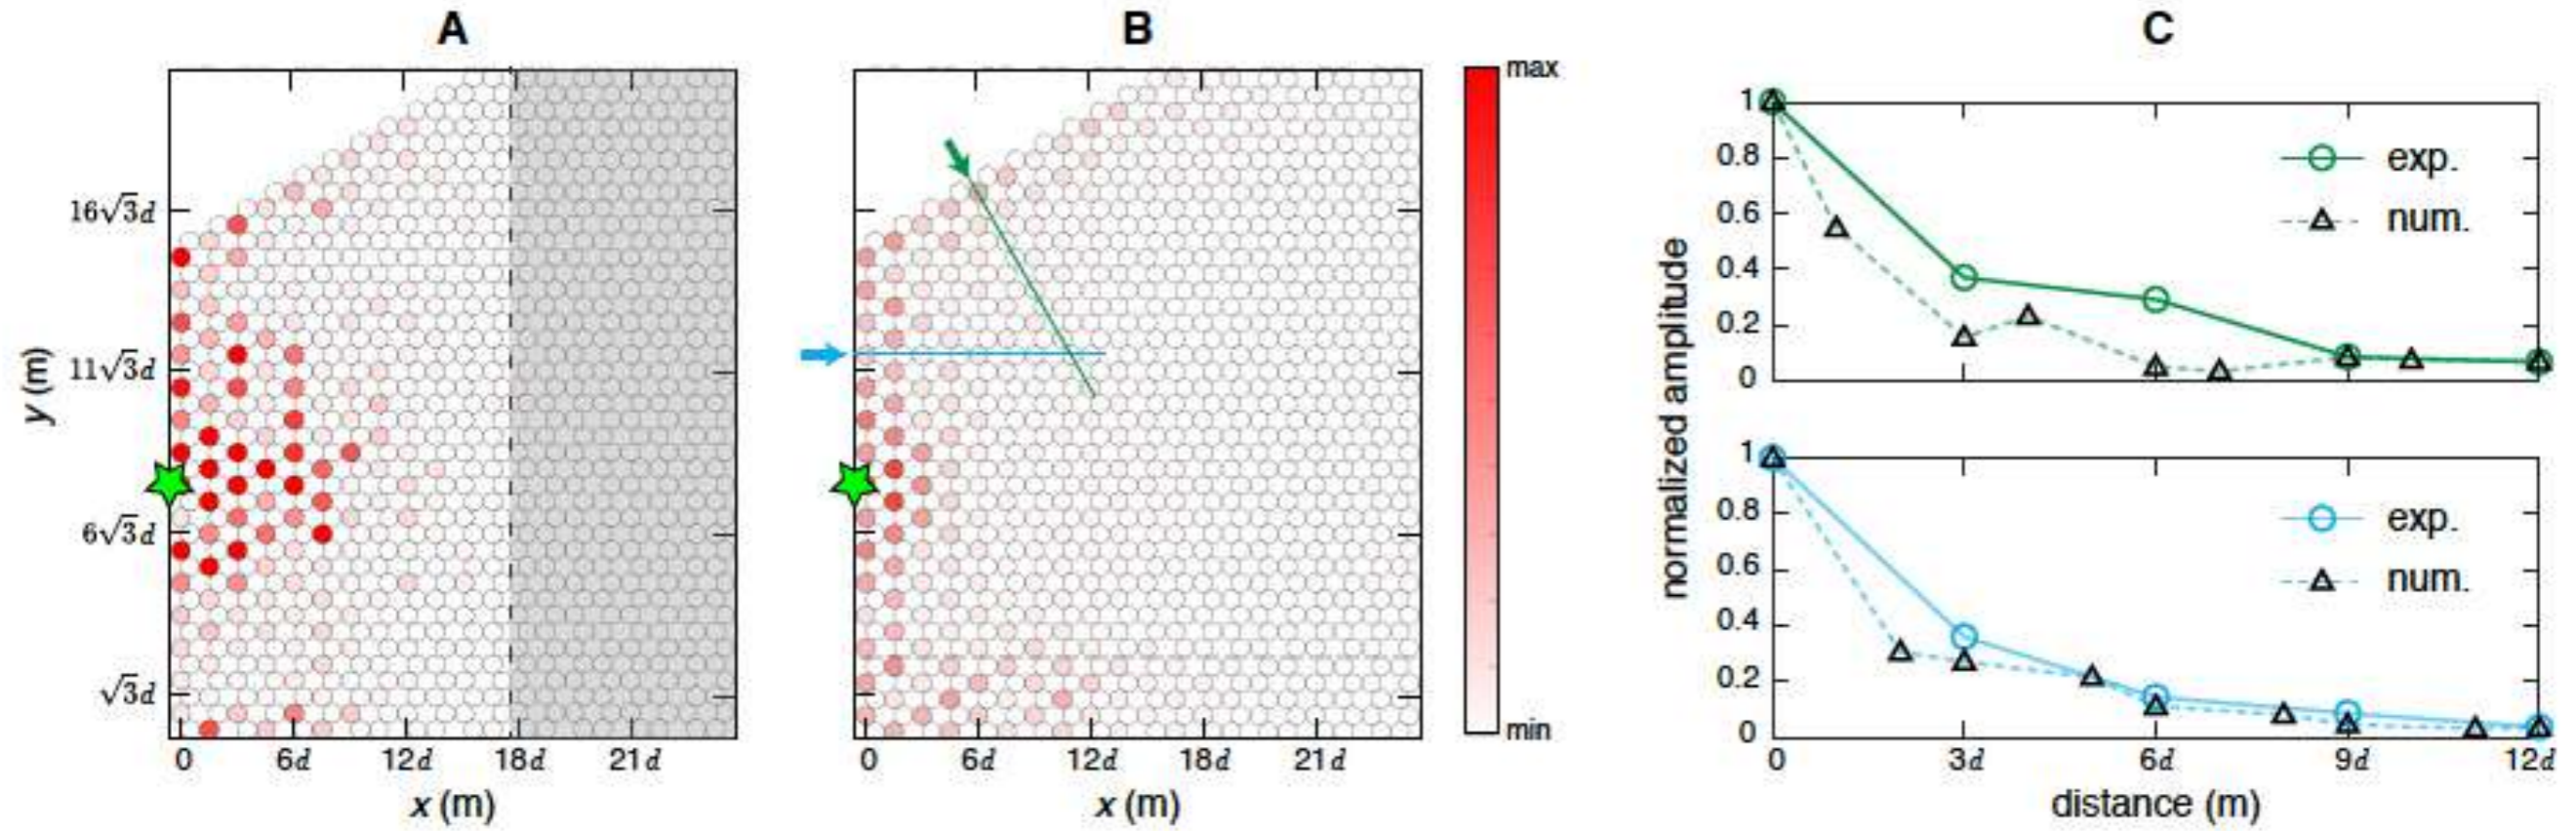 A
B
C
16√3d
11√3d
6√3d
√3d
y (m)
0 6d 12d 18d 21d
x (m)
0 6d 12d 18d 21d
x (m)
max
min
normalized amplitude
1
0.8
0.6
0.4
0.2
0
exp.
num.
1
0.8
0.6
0.4
0.2
0
exp.
num.
0 3d 6d 9d 12d
distance (m)